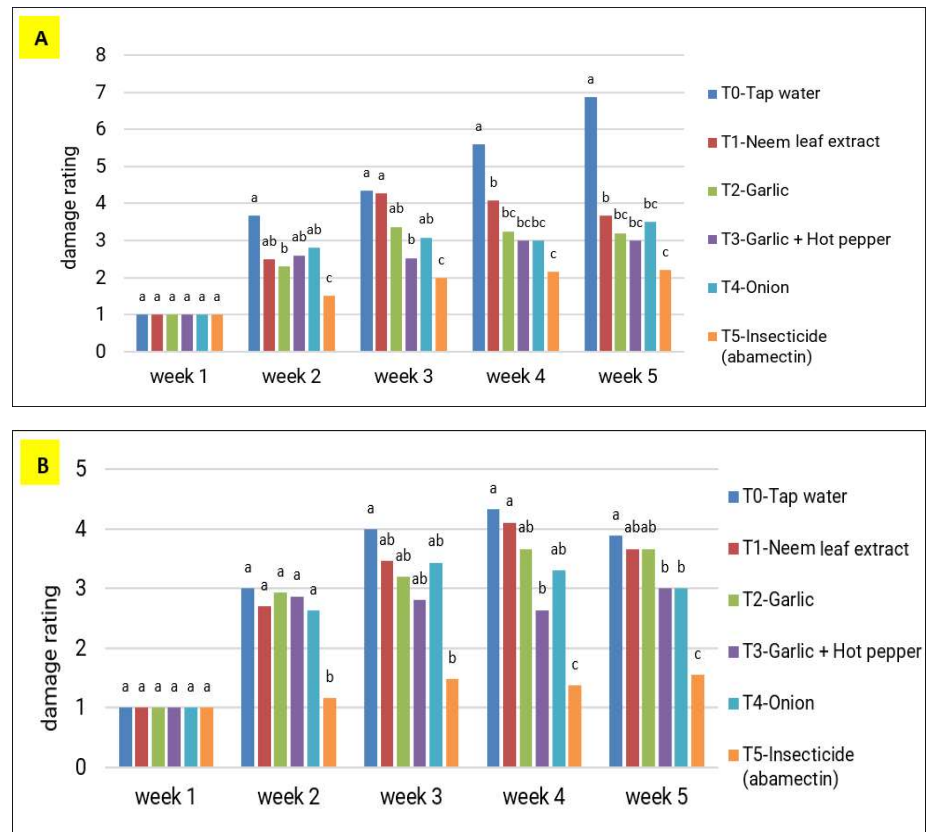 A
8
7
6
5
4
3
2
1
0
damage rating
a a a a a a
a ab b ab ab c
a a ab b ab c
a b bc bc bc c
a b bc bc bc c
week 1 week 2 week 3 week 4 week 5
T0-Tap water
T1-Neem leaf extract
T2-Garlic
T3-Garlic + Hot pepper
T4-Onion
T5-Insecticide
(abamectin)
B
5
4
3
2
1
0
damage rating
a a a a a a
a a a a a b
a ab ab ab ab b
a a ab b ab c
a ab ab b b c
week 1 week 2 week 3 week 4 week 5
T0-Tap water
T1-Neem leaf extract
T2-Garlic
T3-Garlic + Hot pepper
T4-Onion
T5-Insecticide
(abamectin)